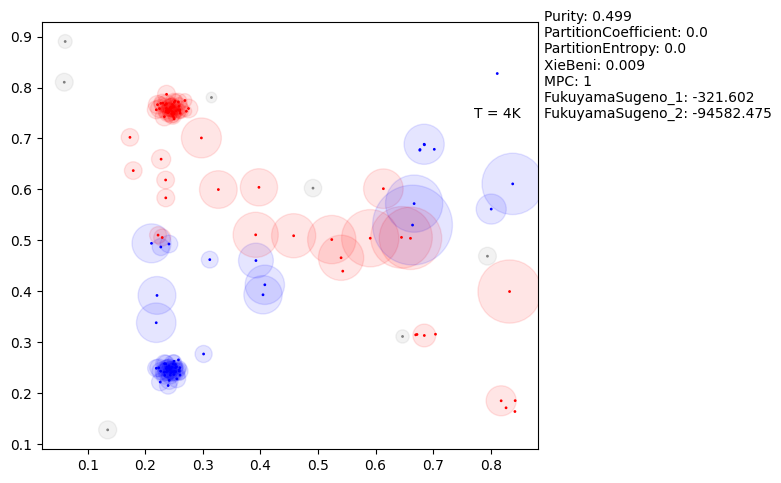 Purity: 0.499
PartitionCoefficient: 0.0
PartitionEntropy: 0.0
XieBeni: 0.009
MPC: 1
FukuyamaSugeno_1: -321.602
FukuyamaSugeno_2: -94582.475
T = 4K
0.9
0.8
0.7
0.6
0.5
0.4
0.3
0.2
0.1
0.1 0.2 0.3 0.4 0.5 0.6 0.7 0.8